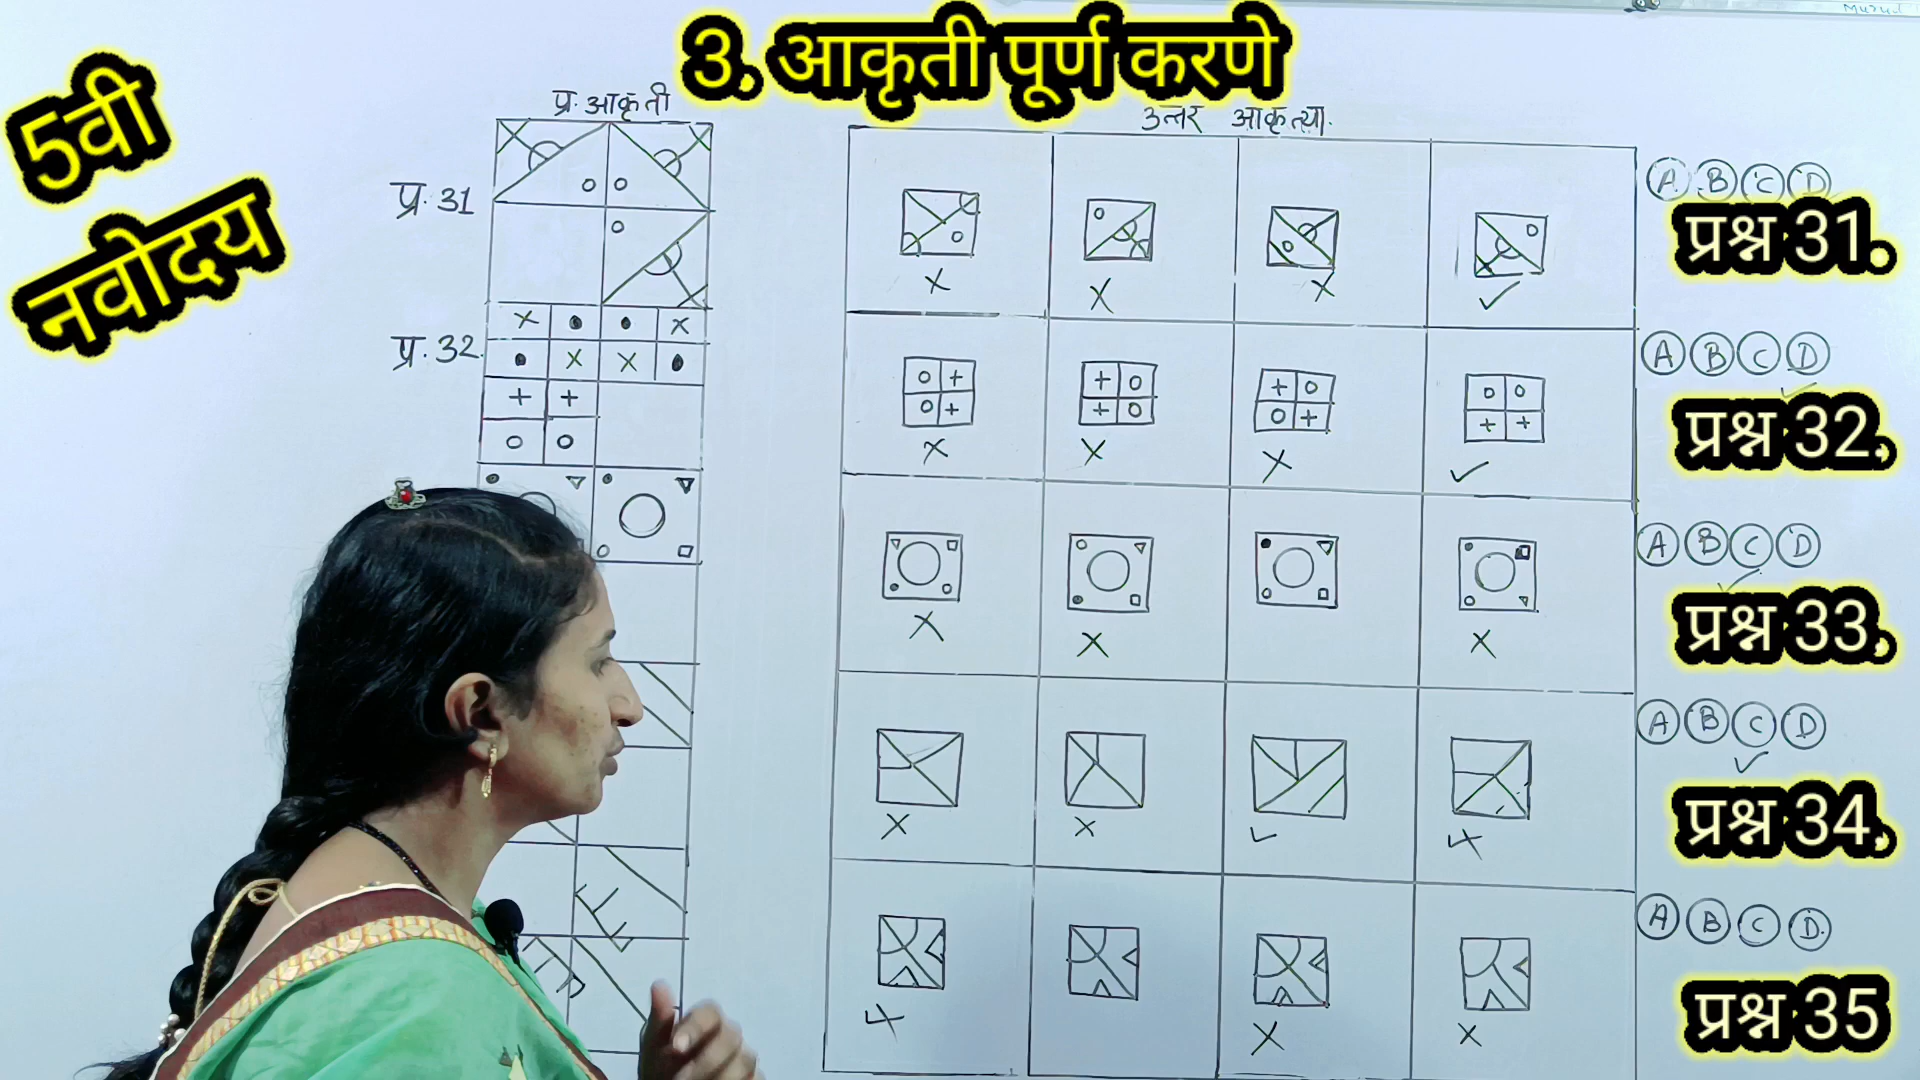 3. आकृती पूर्ण करणे
5वी
नवोदय
प्र. आकृती
उत्तर आकृत्या.
प्र. 31
A B C D
प्रश्न 31.
प्र. 32.
A B C D
प्रश्न 32.
A B C D
प्रश्न 33.
A B C D
प्रश्न 34.
A B C D.
प्रश्न 35